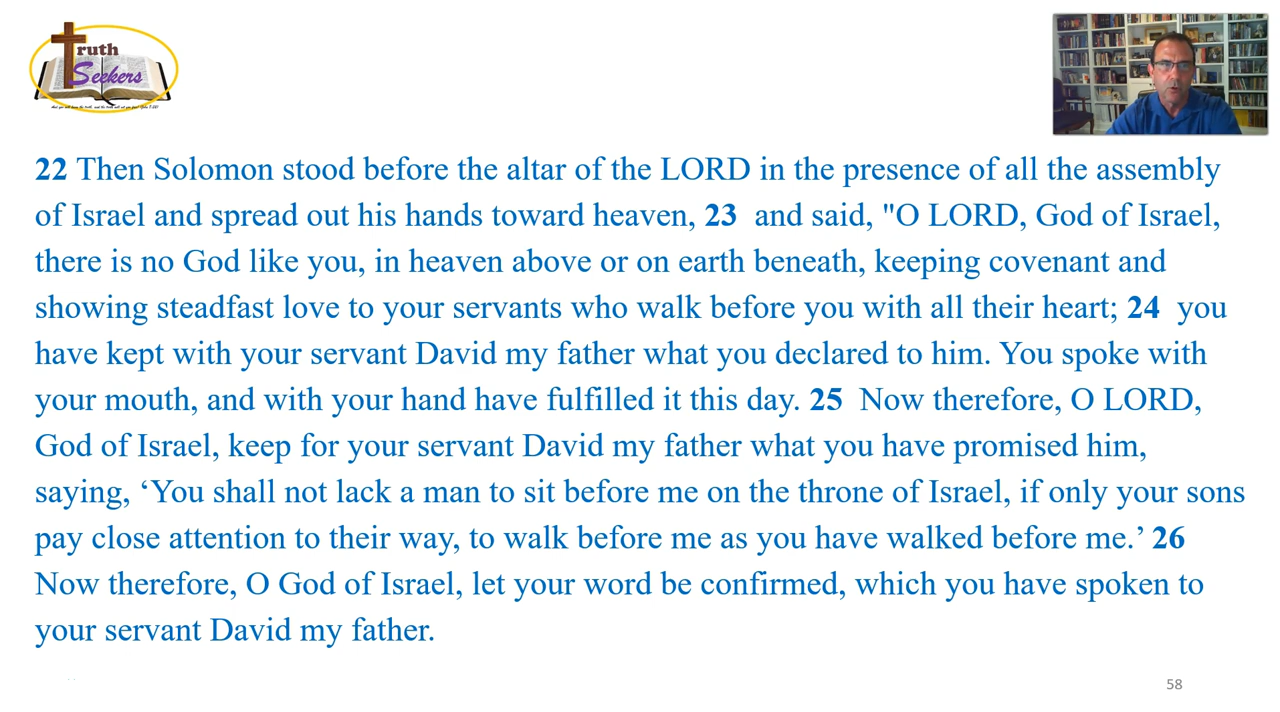 Truth
Seekers
22 Then Solomon stood before the altar of the LORD in the presence of all the assembly
of Israel and spread out his hands toward heaven, 23 and said, "O LORD, God of Israel,
there is no God like you, in heaven above or on earth beneath, keeping covenant and
showing steadfast love to your servants who walk before you with all their heart; 24 you
have kept with your servant David my father what you declared to him. You spoke with
your mouth, and with your hand have fulfilled it this day. 25 Now therefore, O LORD,
God of Israel, keep for your servant David my father what you have promised him,
saying, ‘You shall not lack a man to sit before me on the throne of Israel, if only your sons
pay close attention to their way, to walk before me as you have walked before me.’ 26
Now therefore, O God of Israel, let your word be confirmed, which you have spoken to
your servant David my father.
58